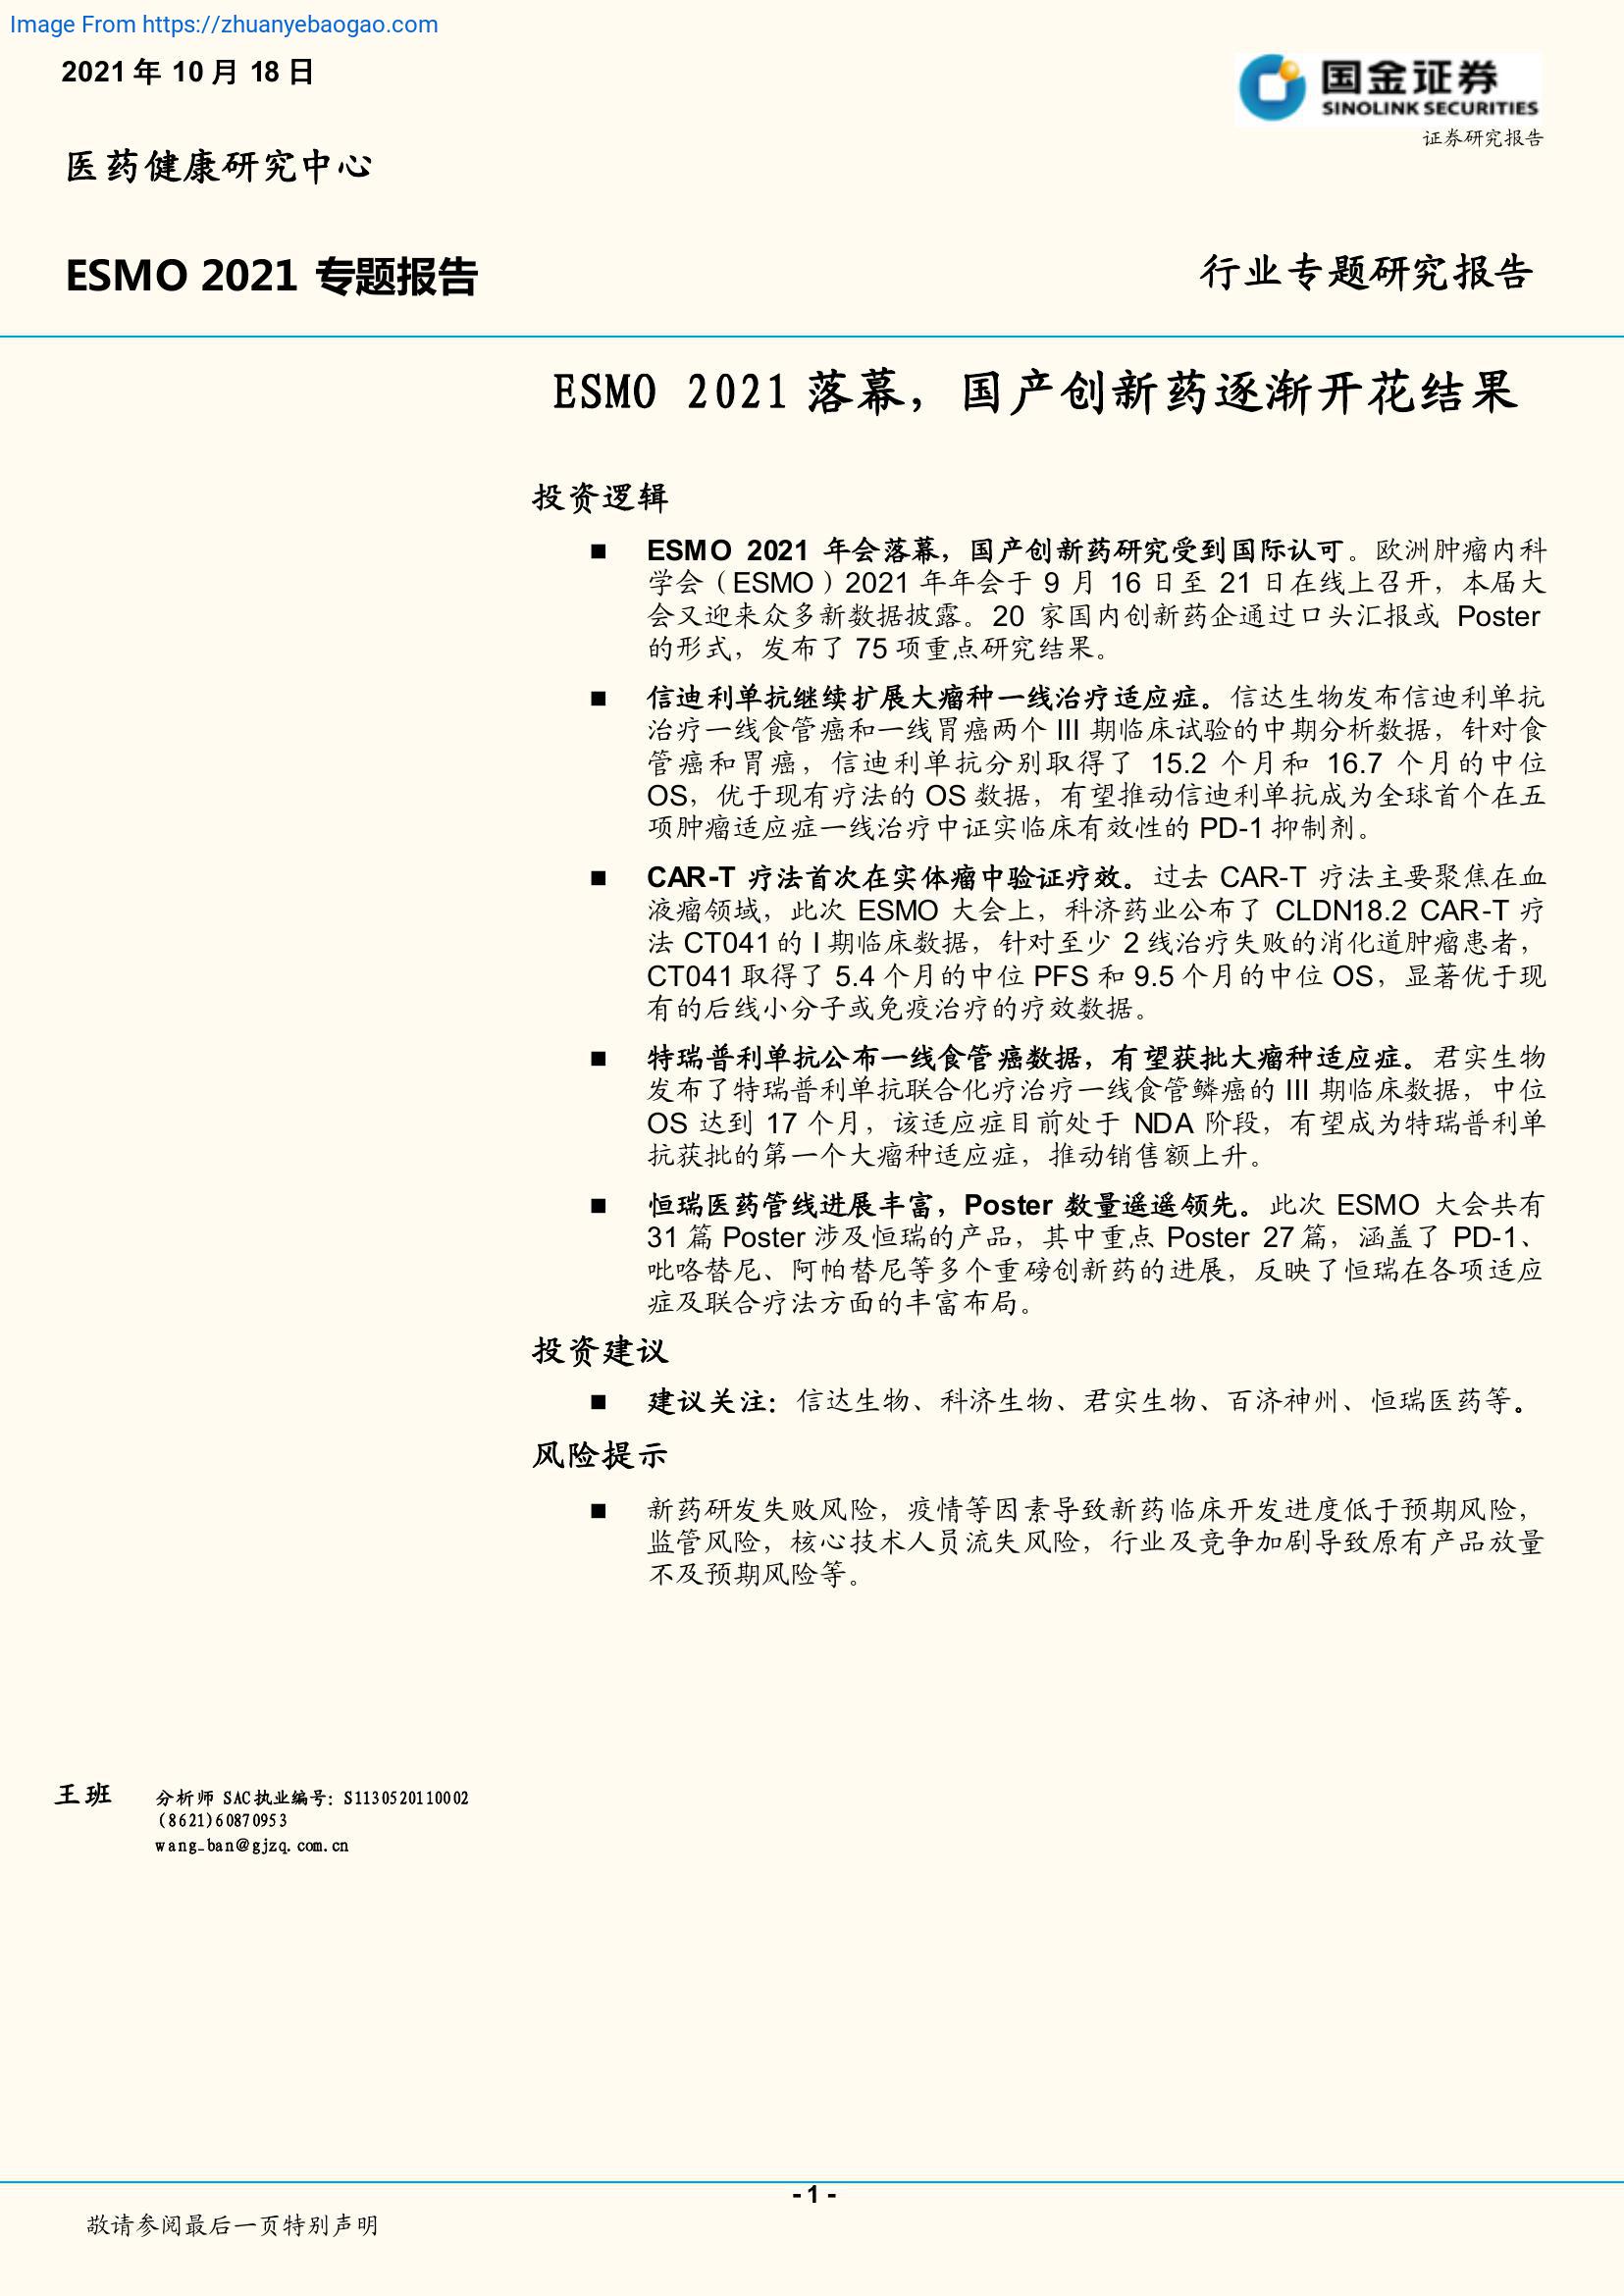 Image From https://zhuanyebaogao.com
2021 年 10 月 18 日
国金证券
SINOLINK SECURITIES
证券研究报告
医药健康研究中心
ESMO 2021 专题报告
行业专题研究报告
ESMO 2021 落幕，国产创新药逐渐开花结果
投资逻辑
■ ESMO 2021 年会落幕，国产创新药研究受到国际认可。欧洲肿瘤内科
学会（ESMO）2021 年年会于 9 月 16 日至 21 日在线上召开，本届大
会又迎来众多新数据披露。20 家国内创新药企通过口头汇报或 Poster
的形式，发布了 75 项重点研究结果。
■ 信迪利单抗继续扩展大瘤种一线治疗适应症。信达生物发布信迪利单抗
治疗一线食管癌和一线胃癌两个 III 期临床试验的中期分析数据，针对食
管癌和胃癌，信迪利单抗分别取得了 15.2 个月和 16.7 个月的中位
OS，优于现有疗法的 OS 数据，有望推动信迪利单抗成为全球首个在五
项肿瘤适应症一线治疗中证实临床有效性的 PD-1 抑制剂。
■ CAR-T 疗法首次在实体瘤中验证疗效。过去 CAR-T 疗法主要聚焦在血
液瘤领域，此次 ESMO 大会上，科济药业公布了 CLDN18.2 CAR-T 疗
法 CT041 的 I 期临床数据，针对至少 2 线治疗失败的消化道肿瘤患者，
CT041 取得了 5.4 个月的中位 PFS 和 9.5 个月的中位 OS，显著优于现
有的后线小分子或免疫治疗的疗效数据。
■ 特瑞普利单抗公布一线食管癌数据，有望获批大瘤种适应症。君实生物
发布了特瑞普利单抗联合化疗治疗一线食管鳞癌的 III 期临床数据，中位
OS 达到 17 个月，该适应症目前处于 NDA 阶段，有望成为特瑞普利单
抗获批的第一个大瘤种适应症，推动销售额上升。
■ 恒瑞医药管线进展丰富，Poster 数量遥遥领先。此次 ESMO 大会共有
31 篇 Poster 涉及恒瑞的产品，其中重点 Poster 27 篇，涵盖了 PD-1、
吡咯替尼、阿帕替尼等多个重磅创新药的进展，反映了恒瑞在各项适应
症及联合疗法方面的丰富布局。
投资建议
■ 建议关注：信达生物、科济生物、君实生物、百济神州、恒瑞医药等。
风险提示
■ 新药研发失败风险，疫情等因素导致新药临床开发进度低于预期风险，
监管风险，核心技术人员流失风险，行业及竞争加剧导致原有产品放量
不及预期风险等。
王班 分析师 SAC执业编号：S1130520110002
(8621)60870953
wang_ban@gjzq.com.cn
- 1 -
敬请参阅最后一页特别声明